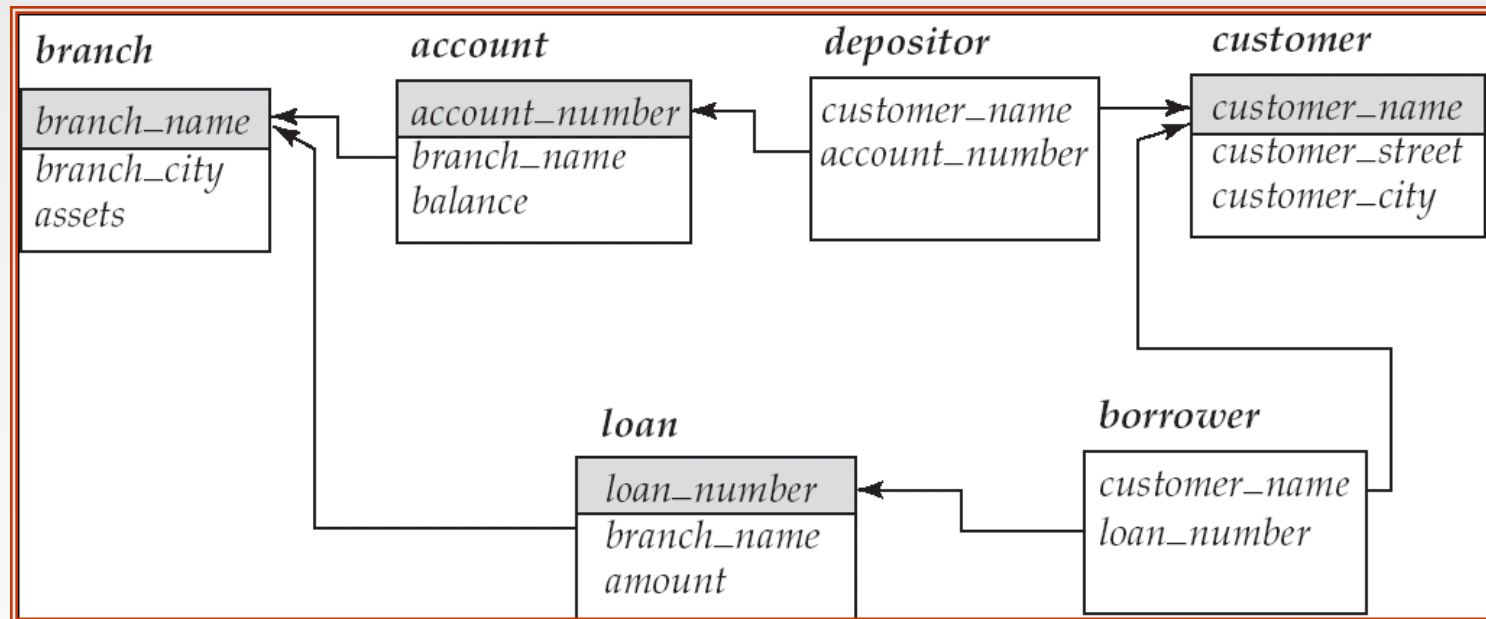 branch
branch_name
branch_city
assets
account
account_number
branch_name
balance
depositor
customer_name
account_number
customer
customer_name
customer_street
customer_city
loan
loan_number
branch_name
amount
borrower
customer_name
loan_number